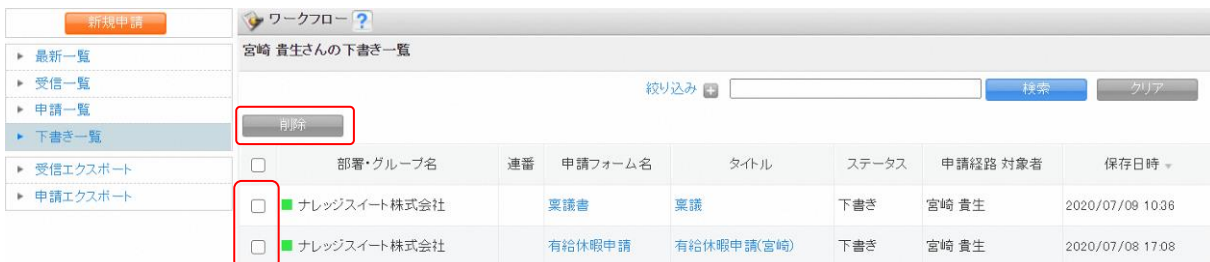 新規申請
最新一覧
受信一覧
申請一覧
下書き一覧
受信エクスポート
申請エクスポート
ワークフロー ?
宮崎 貴生さんの下書き一覧
絞り込み 検索 クリア
削除
部署・グループ名 連番 申請フォーム名 タイトル ステータス 申請経路 対象者 保存日時
ナレッジスイート株式会社 稟議書 稟議 下書き 宮崎 貴生 2020/07/09 10:36
ナレッジスイート株式会社 有給休暇申請 有給休暇申請(宮崎) 下書き 宮崎 貴生 2020/07/08 17:08